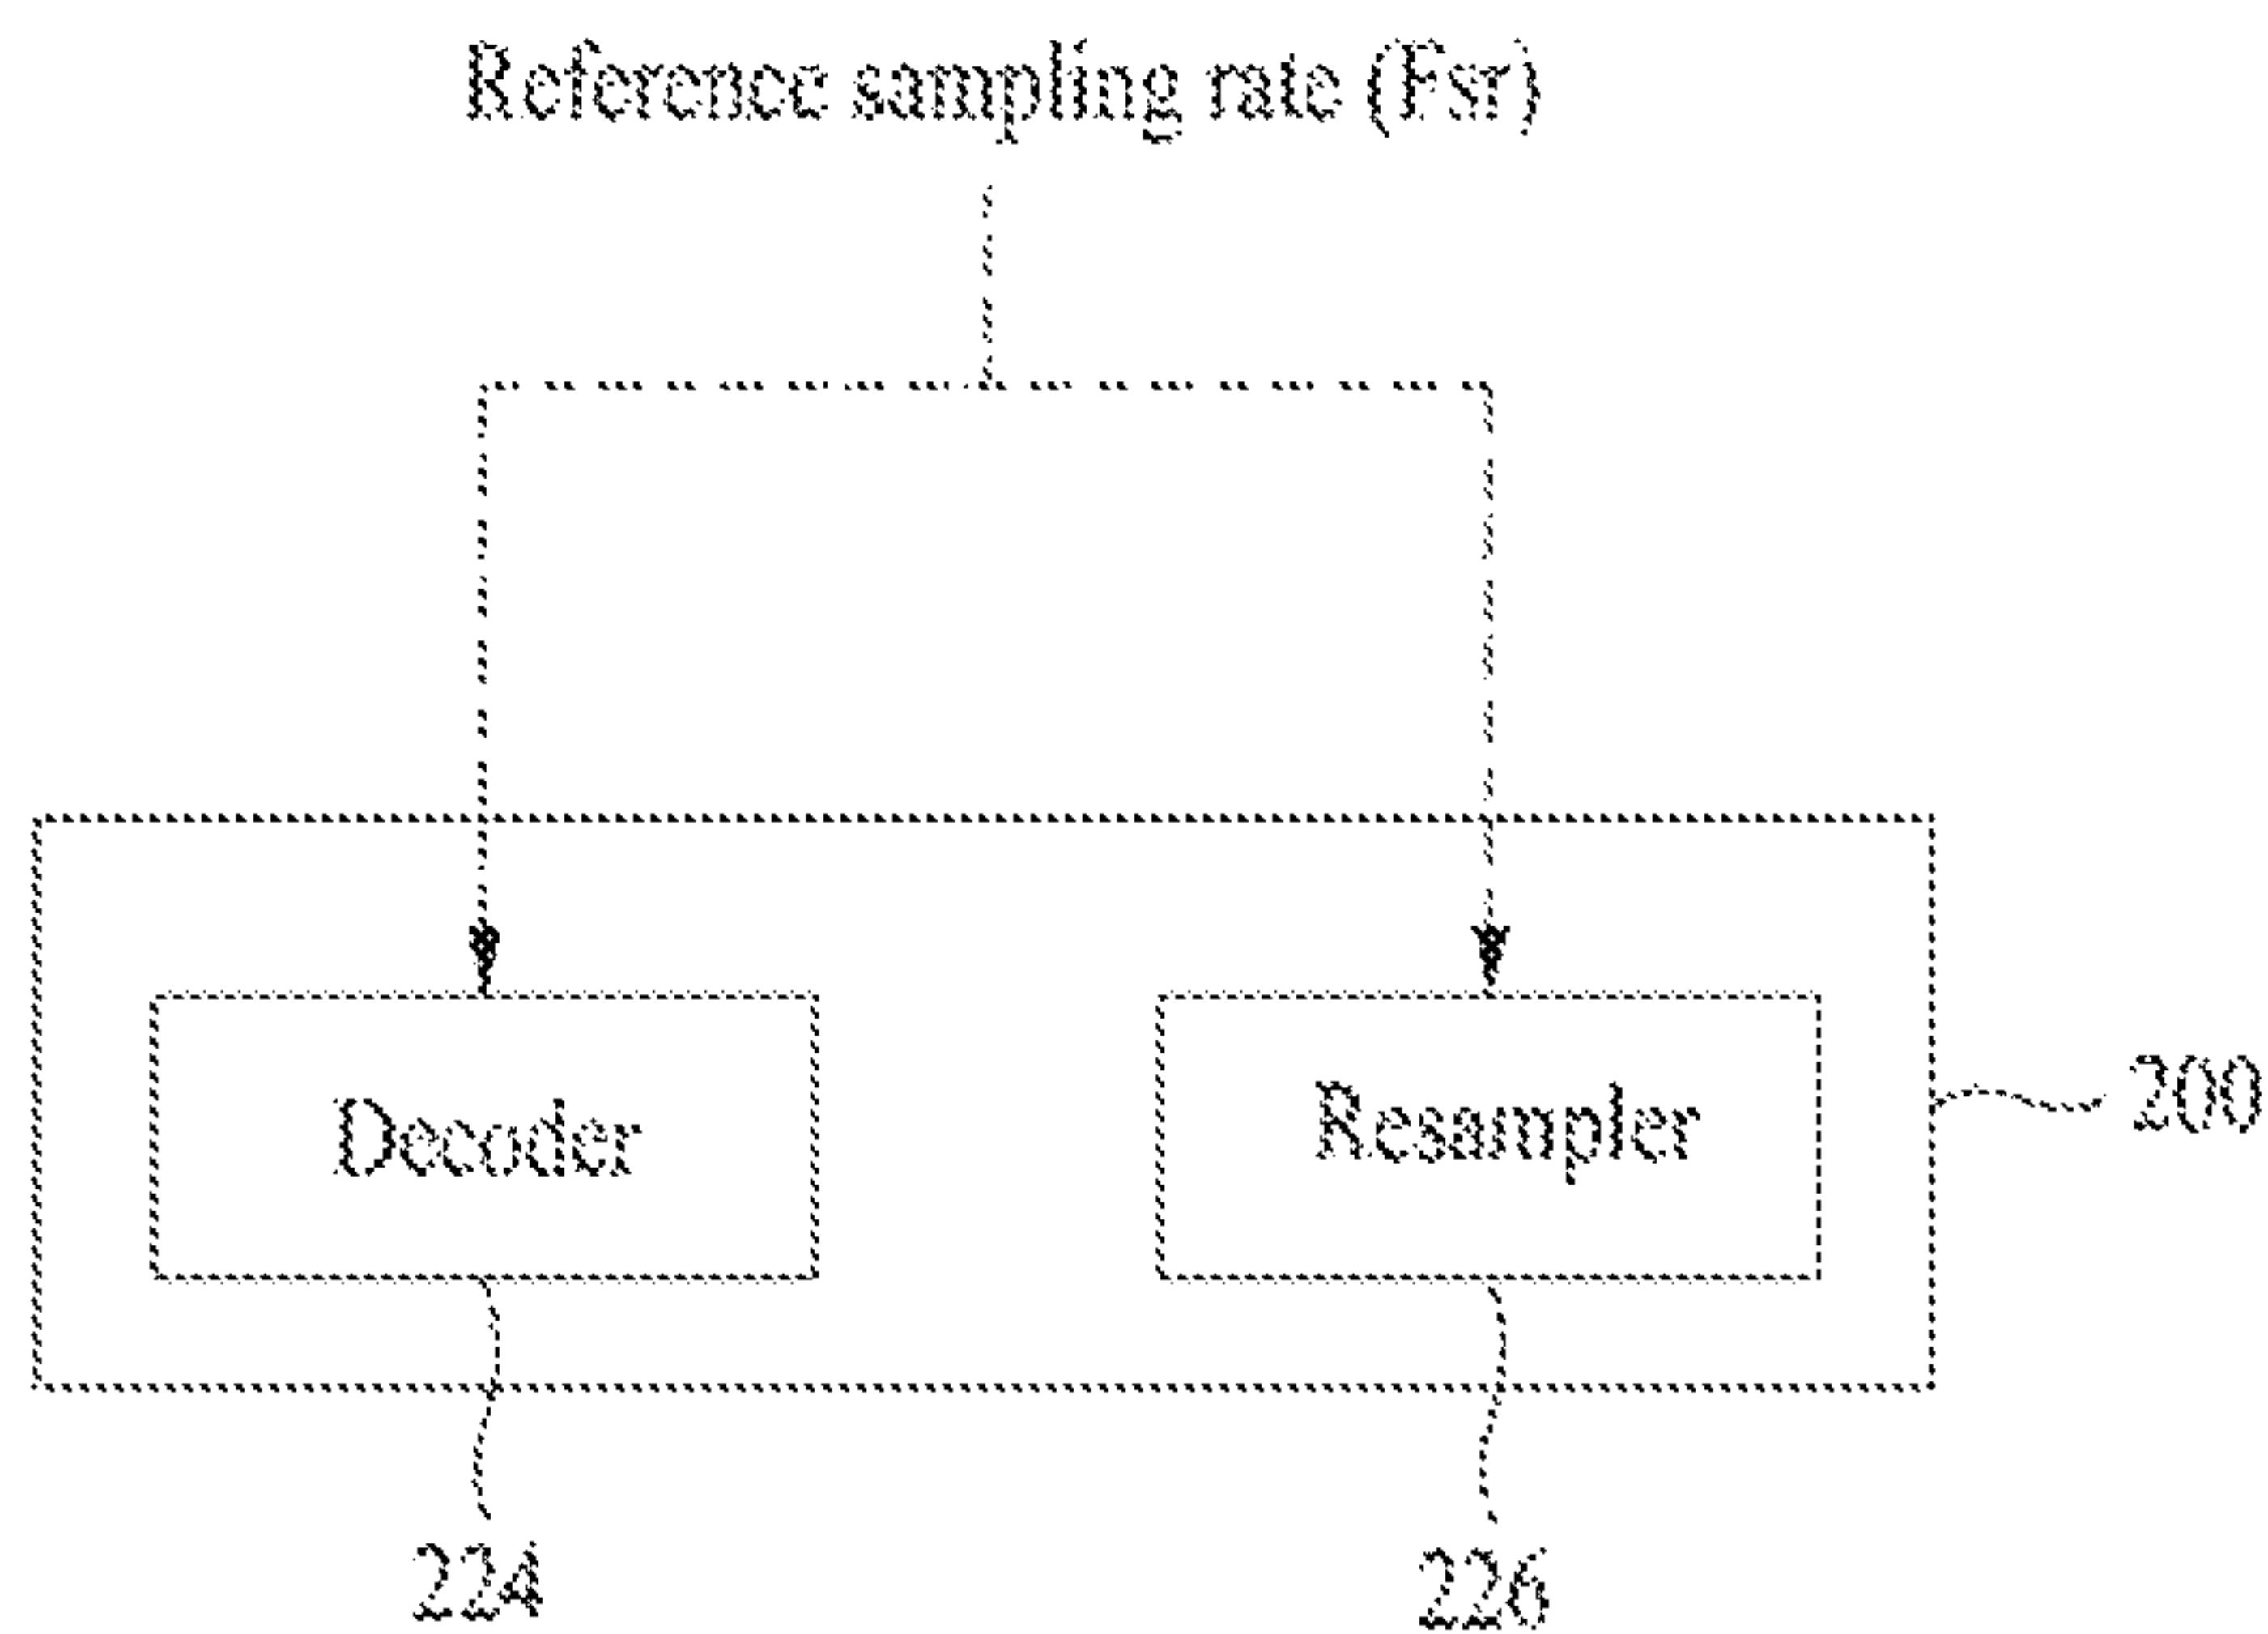 Reference sampling rate (Fsr)
Decoder
Resampler
200
224
226